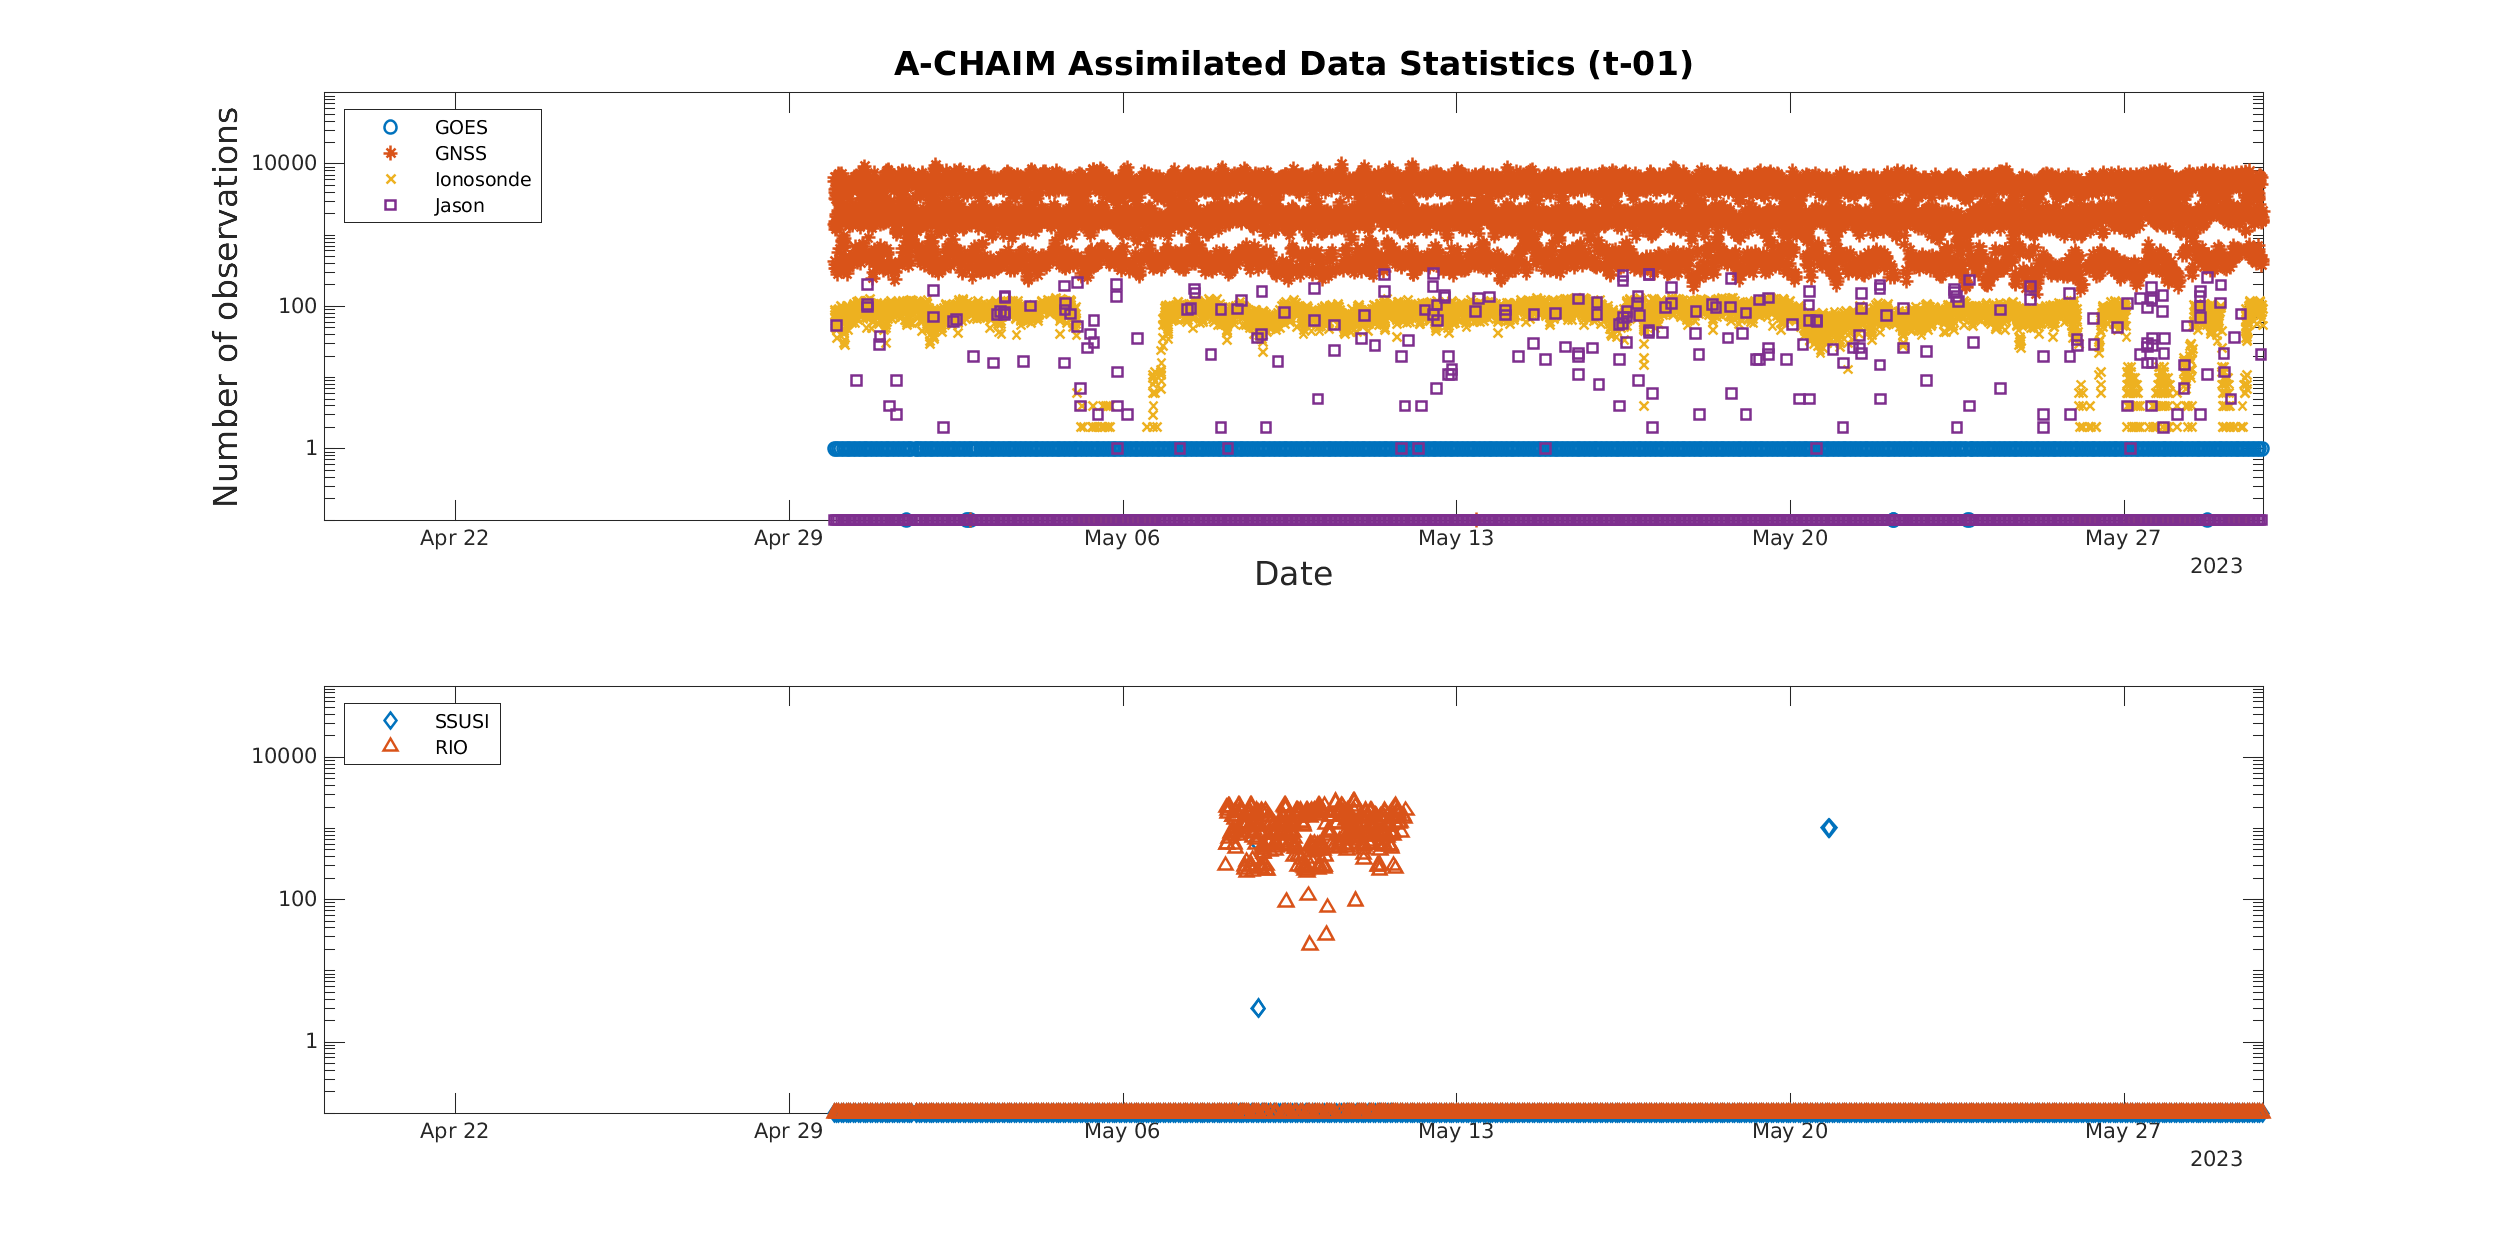 A-CHAIM Assimilated Data Statistics (t-01)
Number of observations
10000
100
1
GOES
GNSS
Ionosonde
Jason
Apr 22
Apr 29
May 06
May 13
May 20
May 27
2023
Date
10000
100
1
SSUSI
RIO
Apr 22
Apr 29
May 06
May 13
May 20
May 27
2023